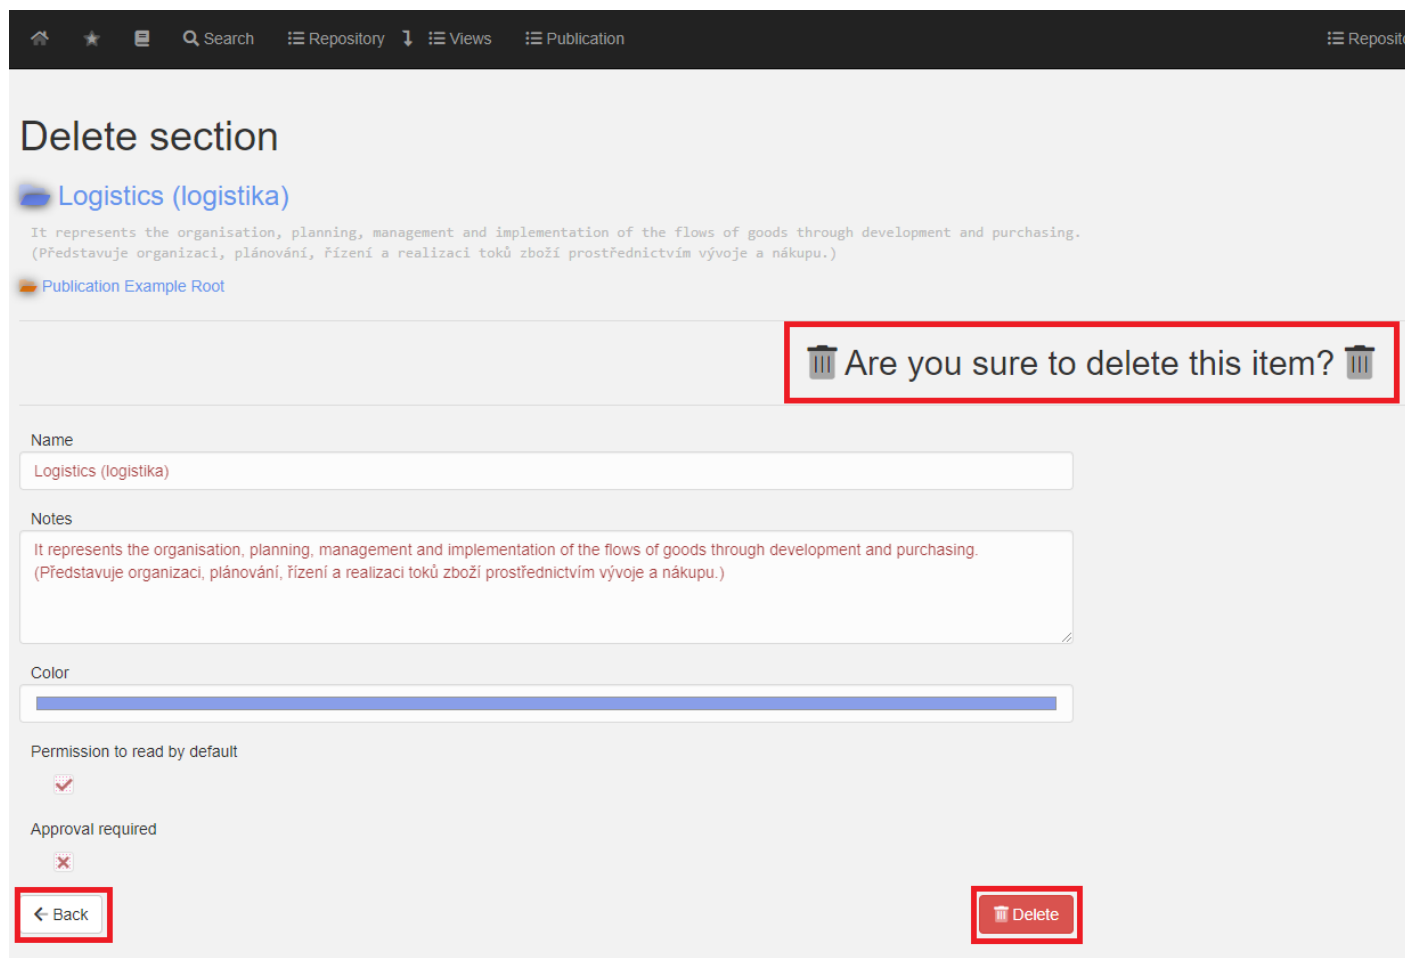 Search Repository Views Publication Reposit
Delete section
Logistics (logistika)
It represents the organisation, planning, management and implementation of the flows of goods through development and purchasing.
(Představuje organizaci, plánování, řízení a realizaci toků zboží prostřednictvím vývoje a nákupu.)
Publication Example Root
Are you sure to delete this item?
Name
Logistics (logistika)
Notes
It represents the organisation, planning, management and implementation of the flows of goods through development and purchasing.
(Představuje organizaci, plánování, řízení a realizaci toků zboží prostřednictvím vývoje a nákupu.)
Color
Permission to read by default
Approval required
Back Delete